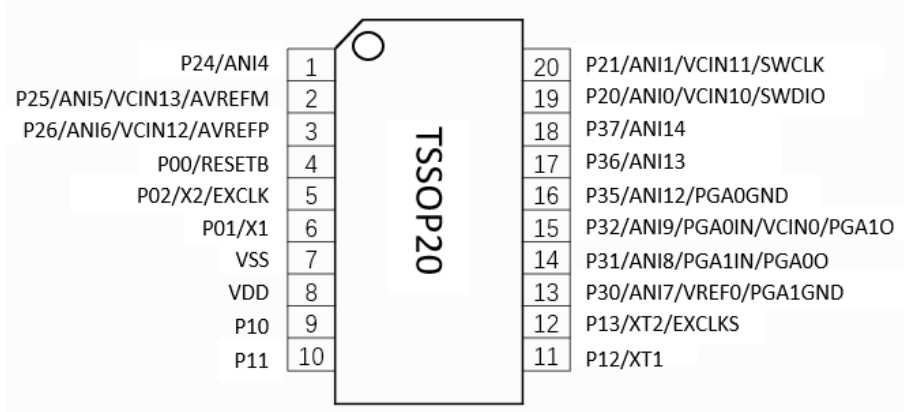 P24/ANI4
P25/ANI5/VCIN13/AVREFM
P26/ANI6/VCIN12/AVREFP
P00/RESETB
P02/X2/EXCLK
P01/X1
VSS
VDD
P10
P11
1
2
3
4
5
6
7
8
9
10
TSSOP20
20
19
18
17
16
15
14
13
12
11
P21/ANI1/VCIN11/SWCLK
P20/ANI0/VCIN10/SWDIO
P37/ANI14
P36/ANI13
P35/ANI12/PGA0GND
P32/ANI9/PGA0IN/VCIN0/PGA1O
P31/ANI8/PGA1IN/PGA0O
P30/ANI7/VREF0/PGA1GND
P13/XT2/EXCLKS
P12/XT1